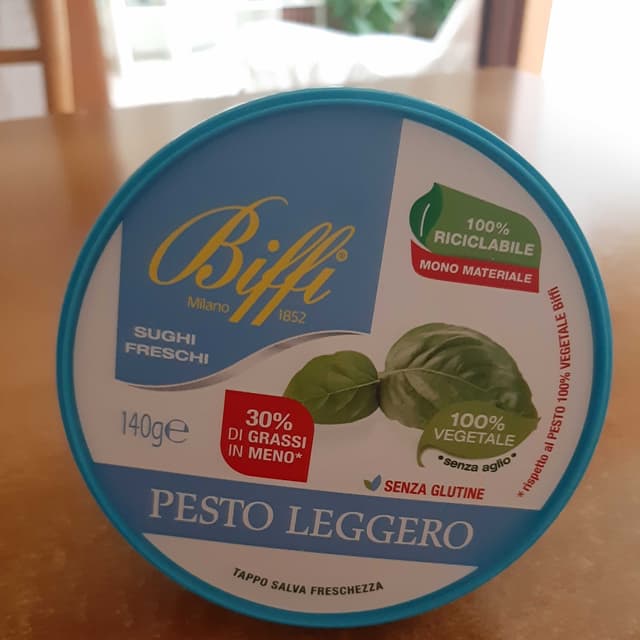 Biffi®
Milano 1852
SUGHI
FRESCHI
100%
RICICLABILE
MONO MATERIALE
140g℮
30%
DI GRASSI
IN MENO*
100%
VEGETALE
•senza aglio•
SENZA GLUTINE
*rispetto al PESTO 100% VEGETALE Biffi
PESTO LEGGERO
TAPPO SALVA FRESCHEZZA